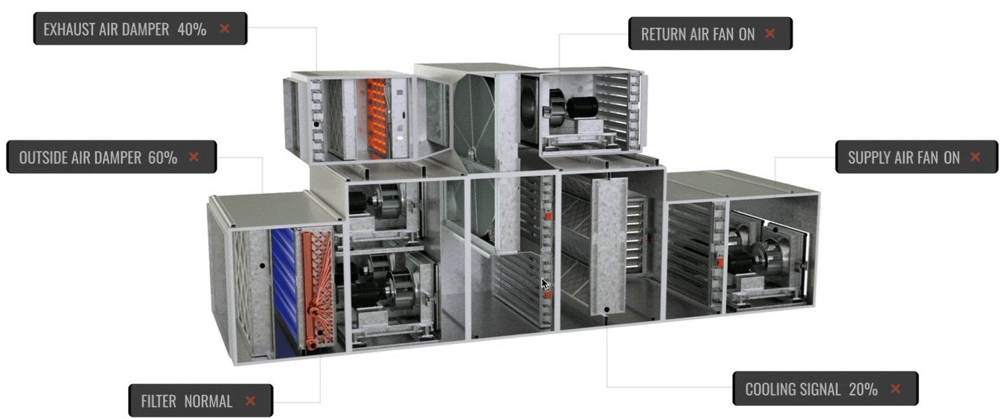 EXHAUST AIR DAMPER 40%
RETURN AIR FAN ON
OUTSIDE AIR DAMPER 60%
SUPPLY AIR FAN ON
FILTER NORMAL
COOLING SIGNAL 20%